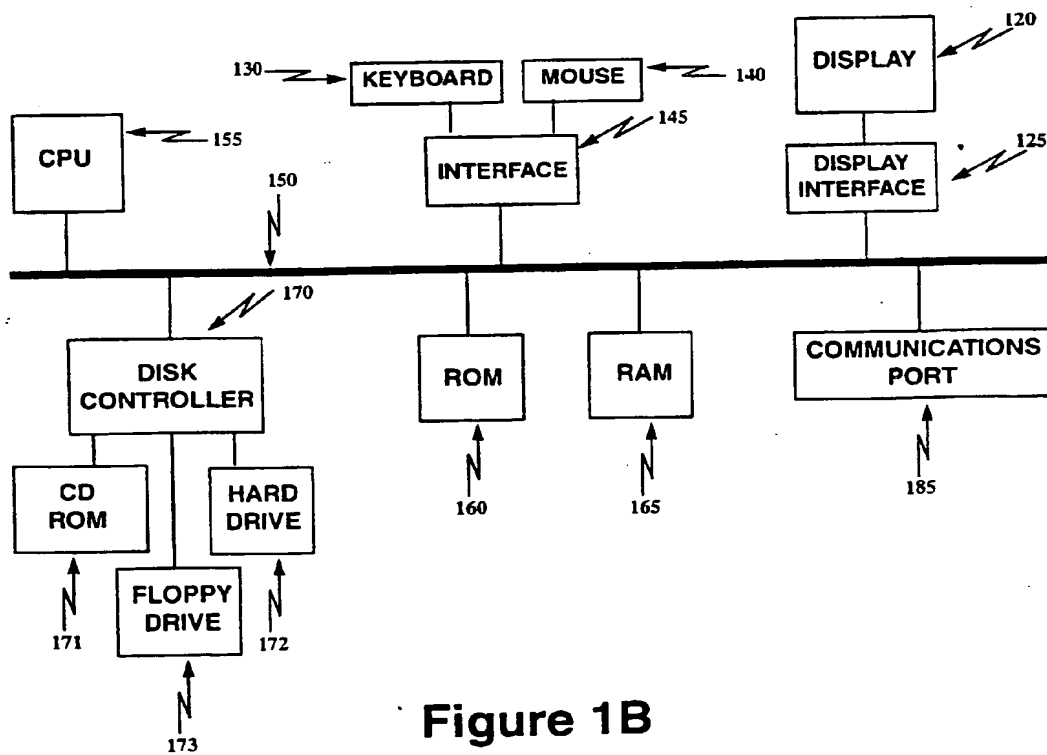 120
DISPLAY
130
KEYBOARD
MOUSE
140
145
155
CPU
INTERFACE
125
DISPLAY
INTERFACE
150
170
DISK
CONTROLLER
ROM
RAM
COMMUNICATIONS
PORT
CD
ROM
HARD
DRIVE
160
165
185
FLOPPY
DRIVE
171
172
173
Figure 1B